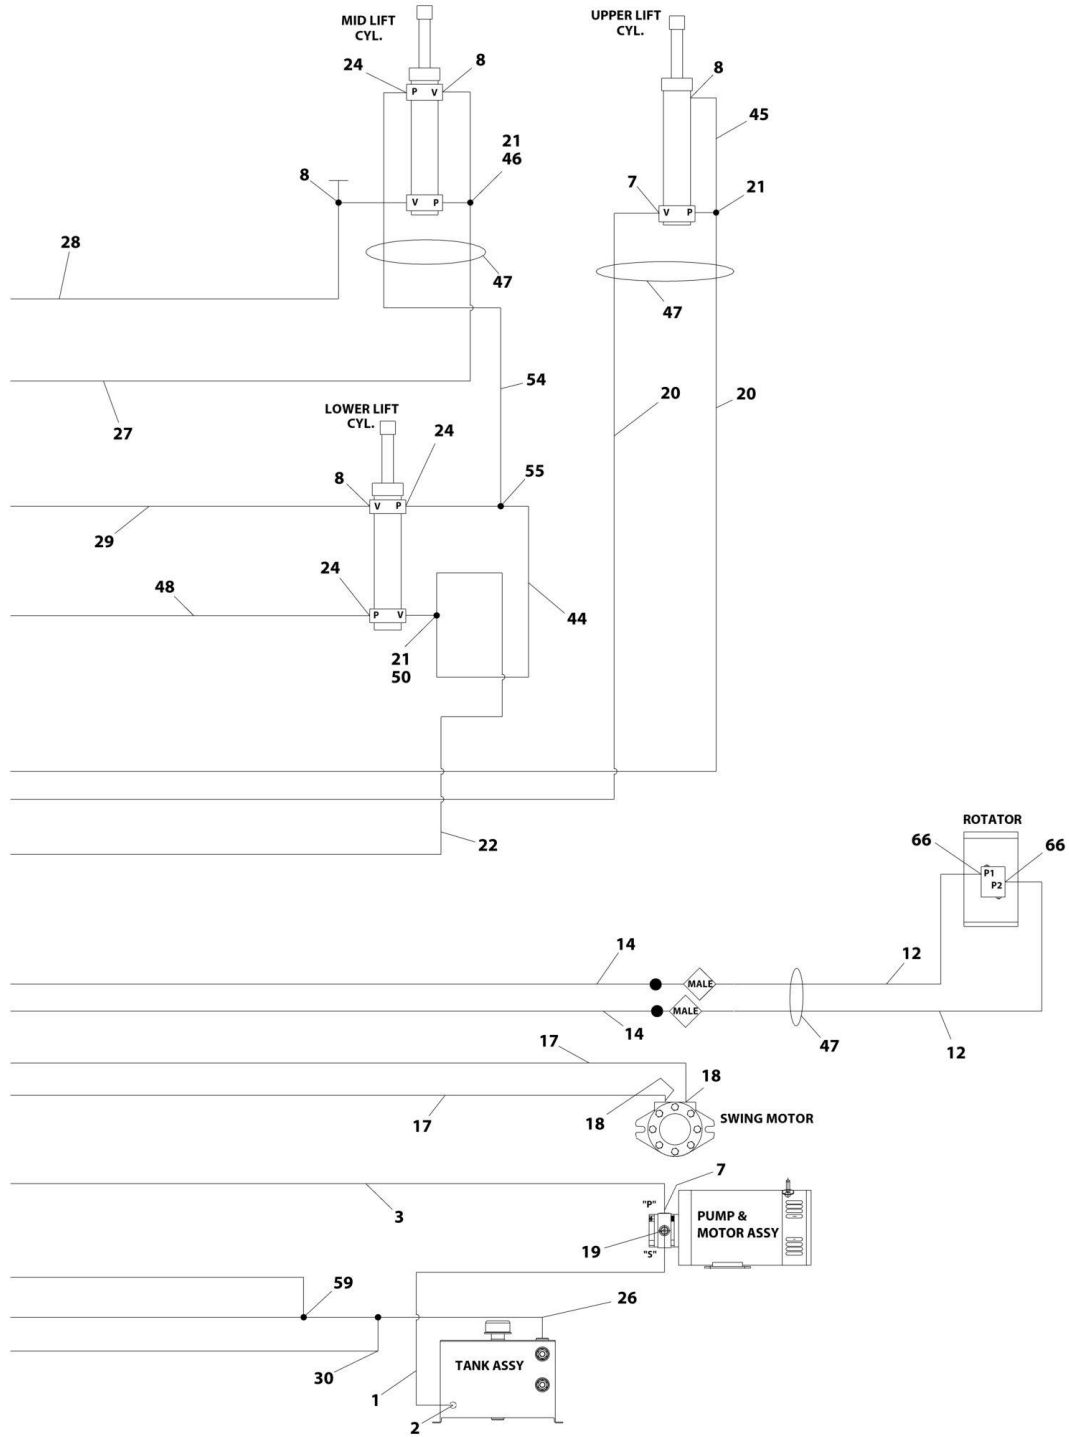 MID LIFT
CYL.
UPPER LIFT
CYL.
24
8
8
P V
45
21
46
8
7
21
V P
V P
28
47
47
54
20
20
27
LOWER LIFT
CYL.
24
8
55
V P
29
24
48
P V
44
21
50
22
ROTATOR
66
66
P1
P2
14
12
MALE
MALE
14
47
12
17
18
18
17
SWING MOTOR
7
3
"P"
PUMP &
MOTOR ASSY
19
"S"
59
26
TANK ASSY
30
1
2